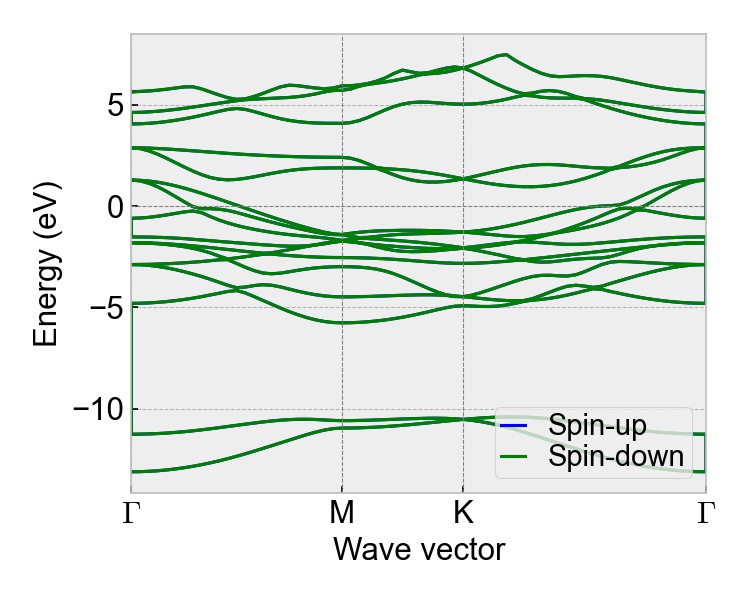 5
0
−5
−10
Energy (eV)
Spin-up
Spin-down
Γ M K Γ
Wave vector